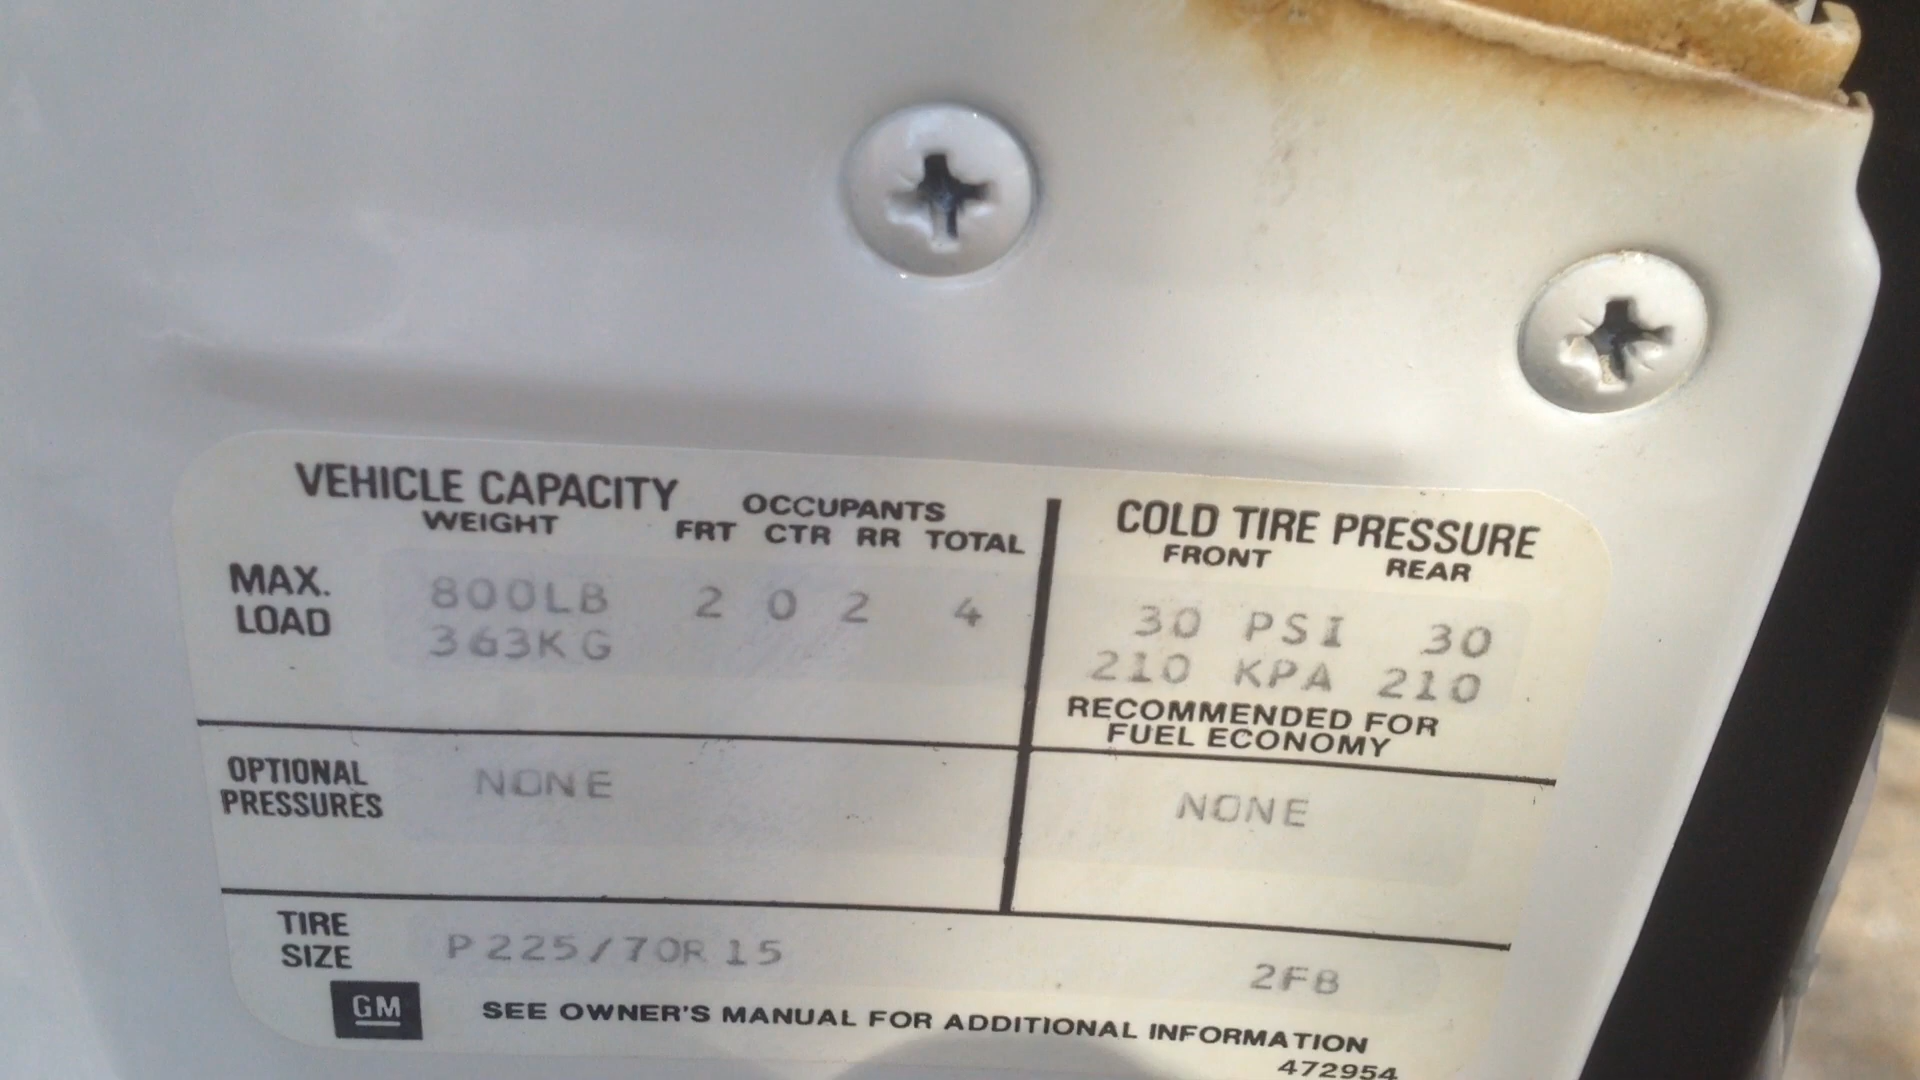 VEHICLE CAPACITY
WEIGHT
OCCUPANTS
FRT CTR RR TOTAL
MAX.
LOAD
800LB 2 0 2 4
363KG
COLD TIRE PRESSURE
FRONT REAR
30 PSI 30
210 KPA 210
RECOMMENDED FOR
FUEL ECONOMY
OPTIONAL
PRESSURES
NONE
NONE
TIRE
SIZE
P225/70R15
2FB
GM
SEE OWNER'S MANUAL FOR ADDITIONAL INFORMATION
472954